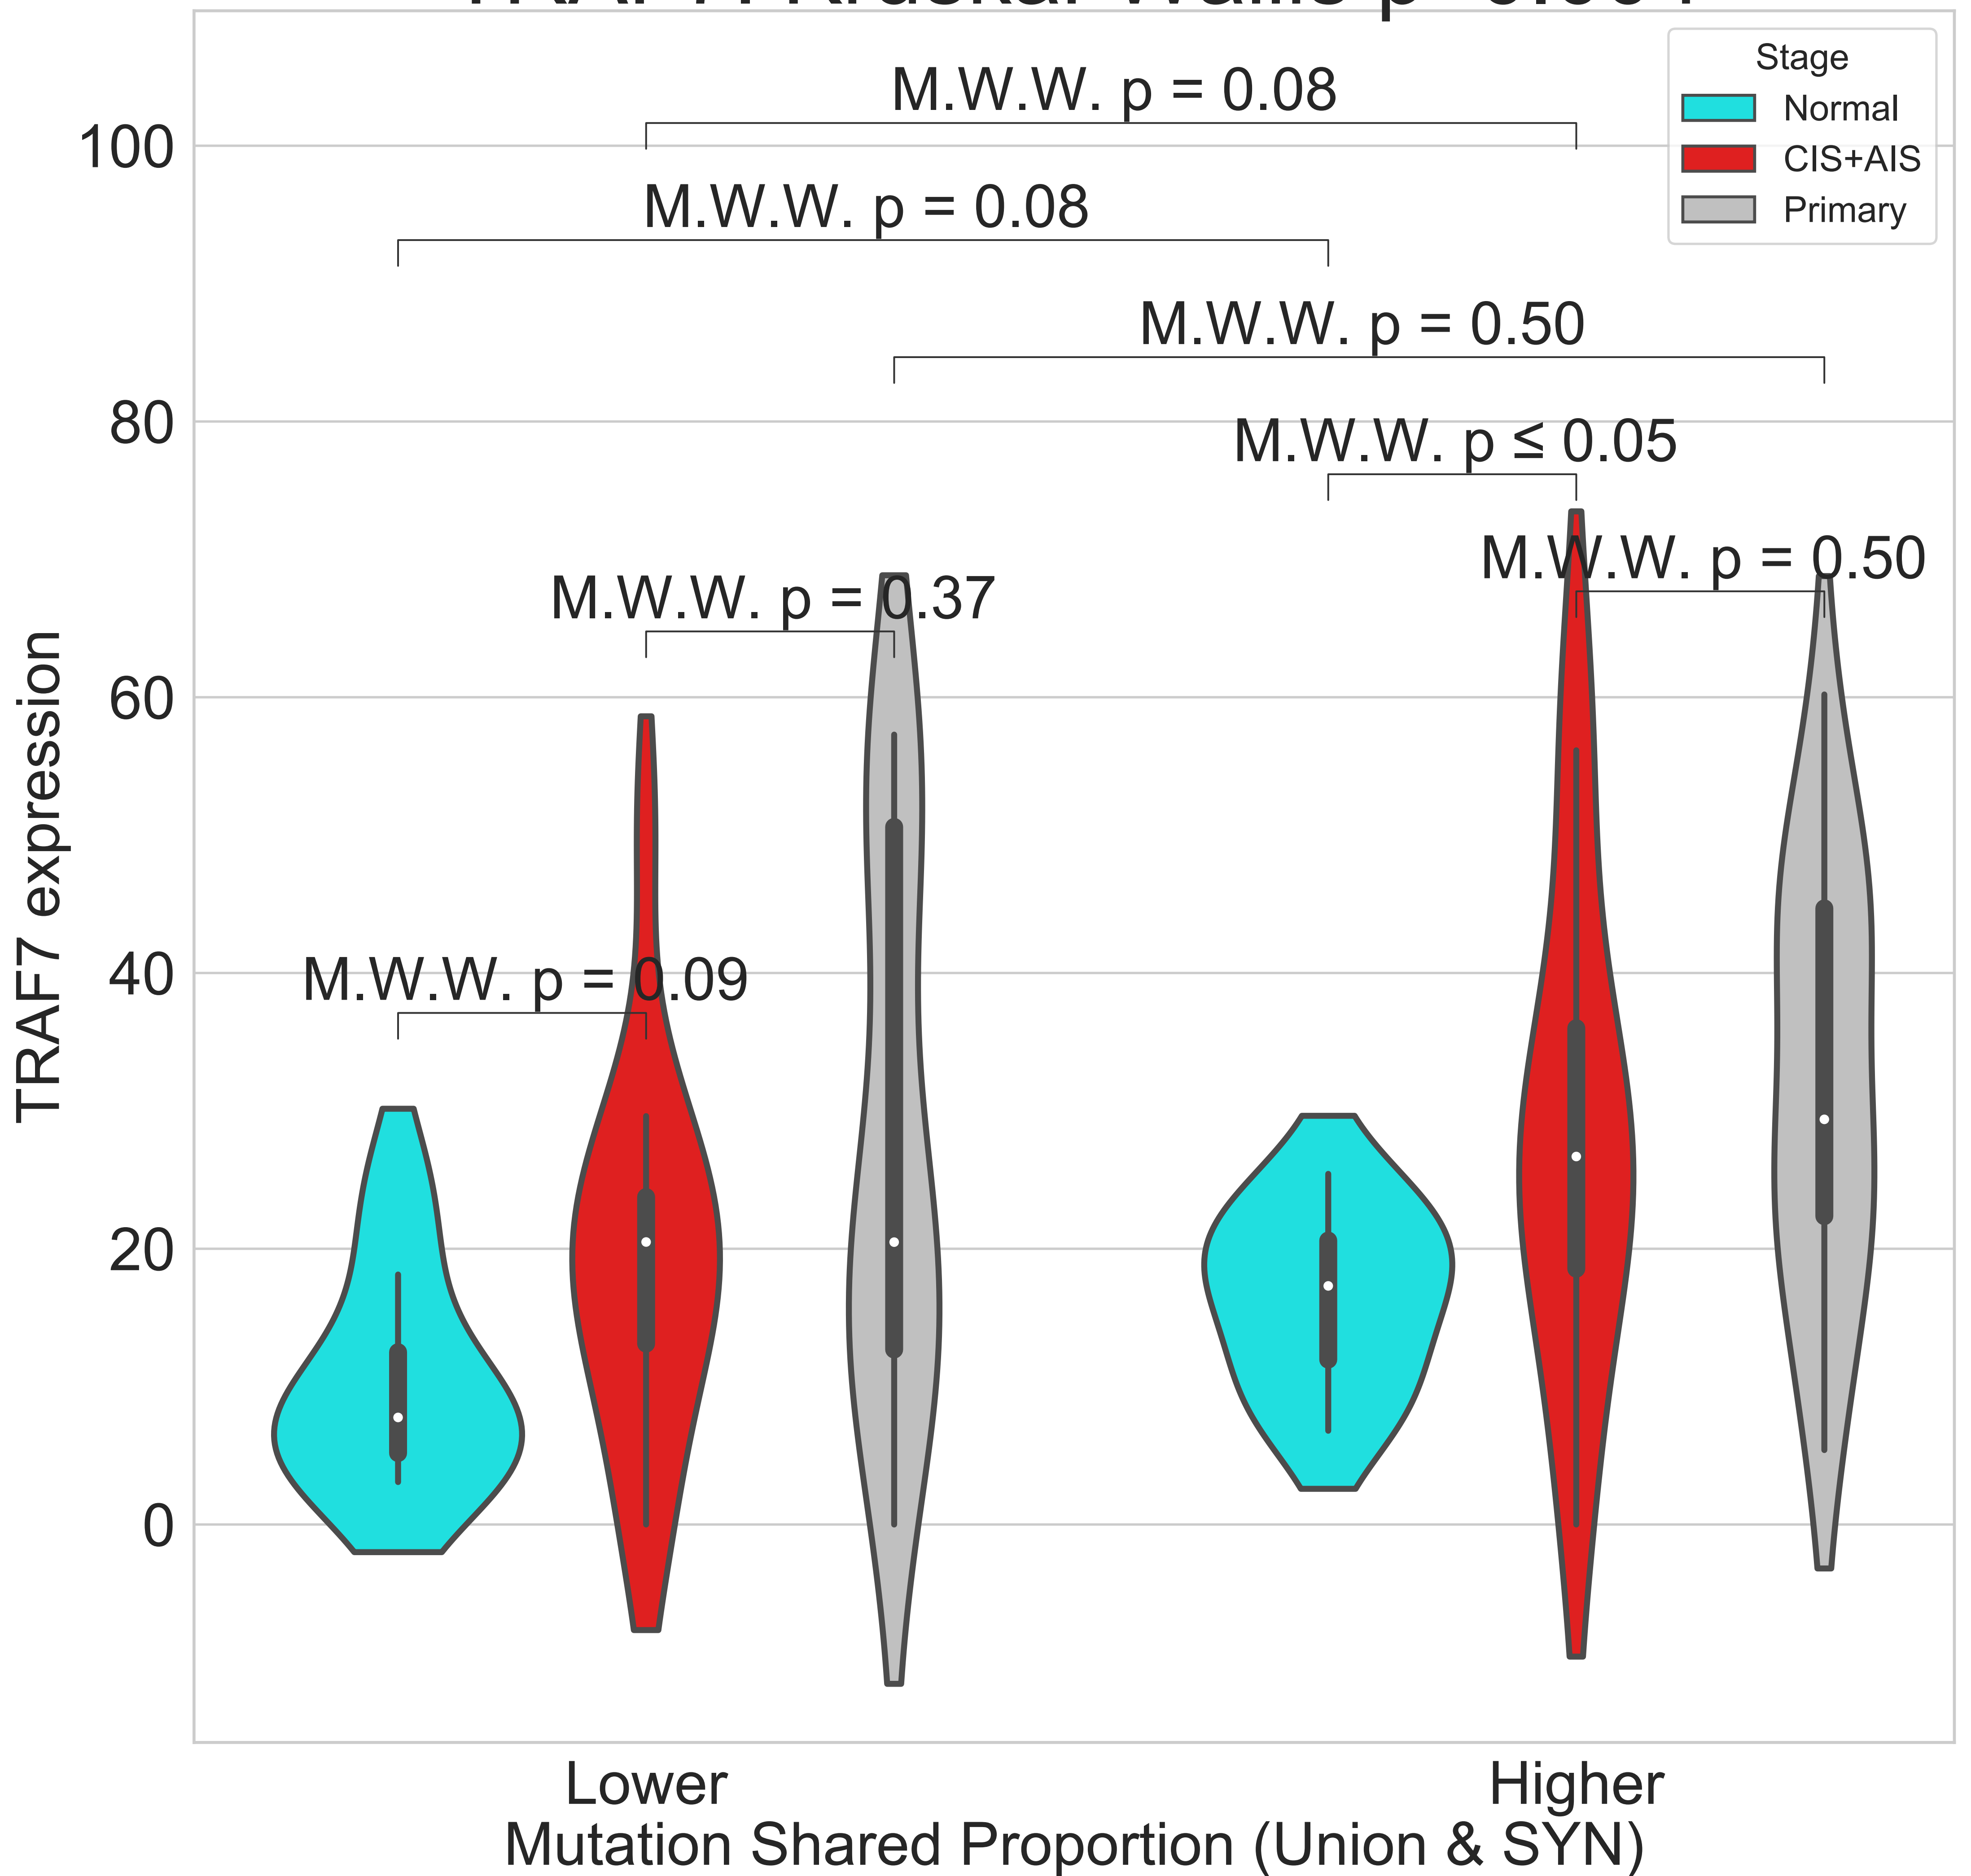 Stage
Normal
CIS+AIS
Primary
M.W.W. p = 0.08
M.W.W. p = 0.08
M.W.W. p = 0.50
M.W.W. p ≤ 0.05
M.W.W. p = 0.50
M.W.W. p = 0.37
M.W.W. p = 0.09
100
80
60
40
20
0
TRAF7 expression
Lower
Higher
Mutation Shared Proportion (Union & SYN)